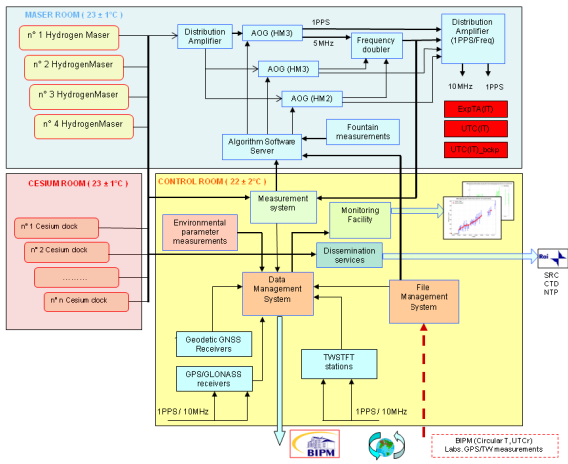 MASER ROOM ( 23 ± 1°C )
n° 1 Hydrogen Maser
n° 2 HydrogenMaser
n° 3 HydrogenMaser
n° 4 HydrogenMaser
Distribution
Amplifier
AOG (HM3)
1PPS
5MHz
Frequency
doubler
Distribution
Amplifier
(1PPS/Freq)
AOG (HM3)
AOG (HM2)
10MHz
1PPS
ExpTA(IT)
UTC(IT)
UTC(IT)_bckp
Algorithm Software
Server
Fountain
measurements
CESIUM ROOM ( 23 ± 1°C )
n° 1 Cesium clock
n° 2 Cesium clock
………
n° n Cesium clock
CONTROL ROOM ( 22 ± 2°C )
Measurement
system
Environmental
parameter
measurements
Monitoring
Facility
Dissemination
services
Data
Management
System
File
Management
System
Geodetic GNSS
Receivers
GPS/GLONASS
receivers
TWSTFT
stations
1PPS / 10MHz
1PPS / 10MHz
Rai
SRC
CTD
NTP
BIPM
BIPM (Circular T, UTCr)
Labs. GPS/TW measurements